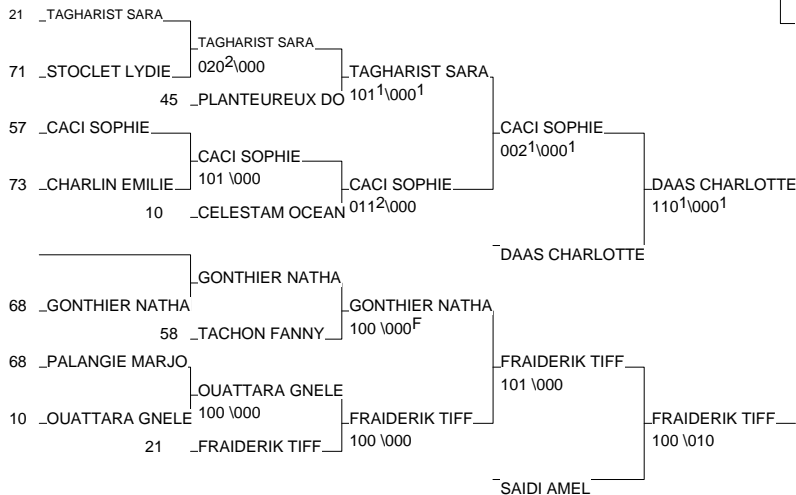 21 TAGHARIST SARA
TAGHARIST SARA
020²\000
71 STOCLET LYDIE
TAGHARIST SARA
101¹\000¹
45 PLANTEUREUX DO
57 CACI SOPHIE
CACI SOPHIE
002¹\000¹
CACI SOPHIE
101 \000
73 CHARLIN EMILIE
CACI SOPHIE
011²\000
DAAS CHARLOTTE
110¹\000¹
10 CELESTAM OCEAN
DAAS CHARLOTTE
GONTHIER NATHA
68 GONTHIER NATHA
GONTHIER NATHA
100 \000F
58 TACHON FANNY
68 PALANGIE MARJO
FRAIDERIK TIFF
101 \000
OUATTARA GNELE
100 \000
10 OUATTARA GNELE
FRAIDERIK TIFF
100 \000
FRAIDERIK TIFF
100 \010
21 FRAIDERIK TIFF
SAIDI AMEL